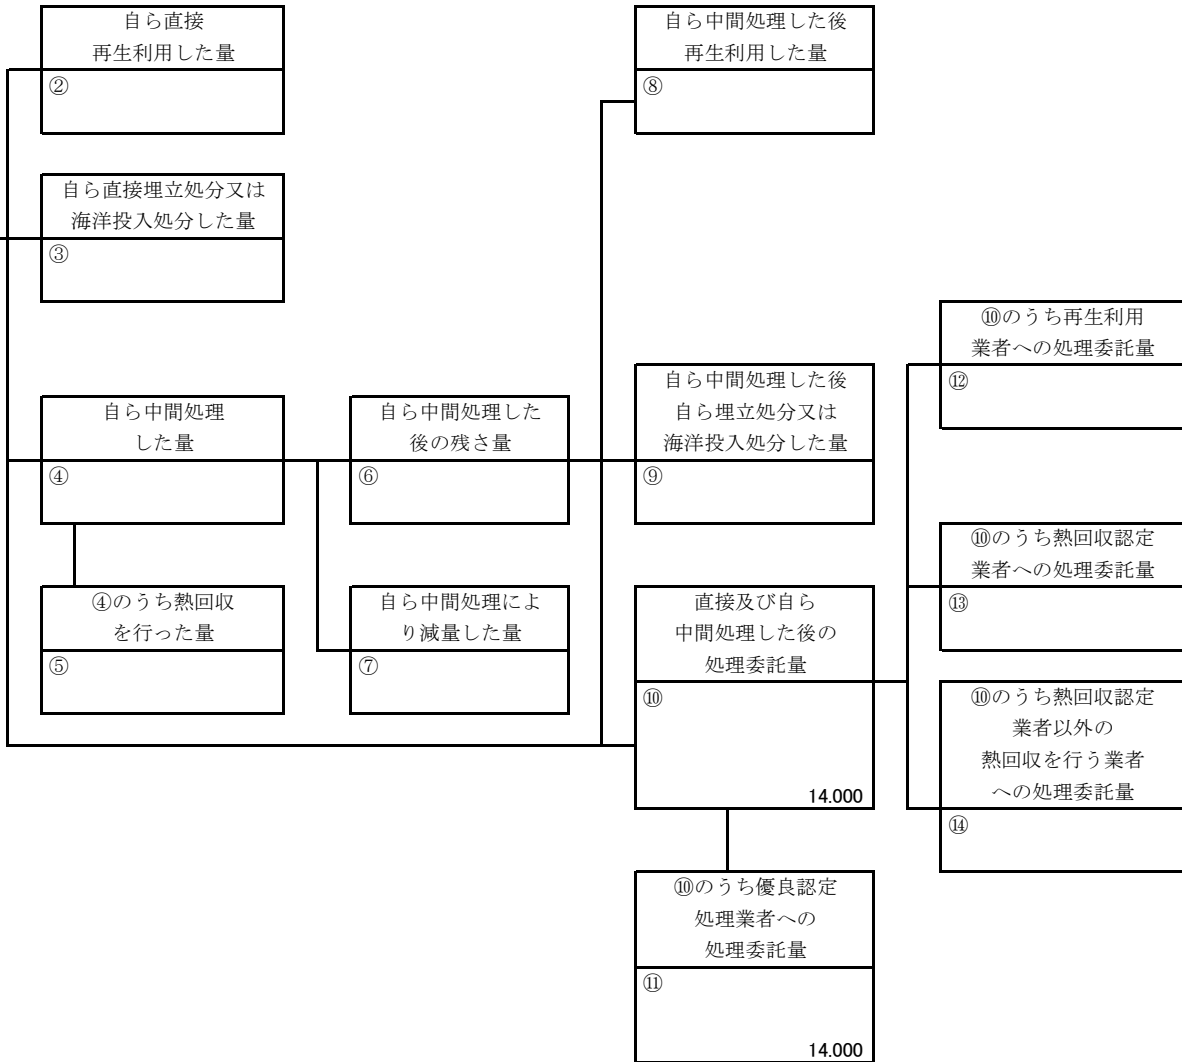 自ら直接
再生利用した量
②
自ら中間処理した後
再生利用した量
⑧
自ら直接埋立処分又は
海洋投入処分した量
③
⑩のうち再生利用
業者への処理委託量
⑫
自ら中間処理
した量
④
自ら中間処理した
後の残さ量
⑥
自ら中間処理した後
自ら埋立処分又は
海洋投入処分した量
⑨
⑩のうち熱回収認定
業者への処理委託量
⑬
④のうち熱回収
を行った量
⑤
自ら中間処理によ
り減量した量
⑦
直接及び自ら
中間処理した後の
処理委託量
⑩
14.000
⑩のうち熱回収認定
業者以外の
熱回収を行う業者
への処理委託量
⑭
⑩のうち優良認定
処理業者への
処理委託量
⑪
14.000